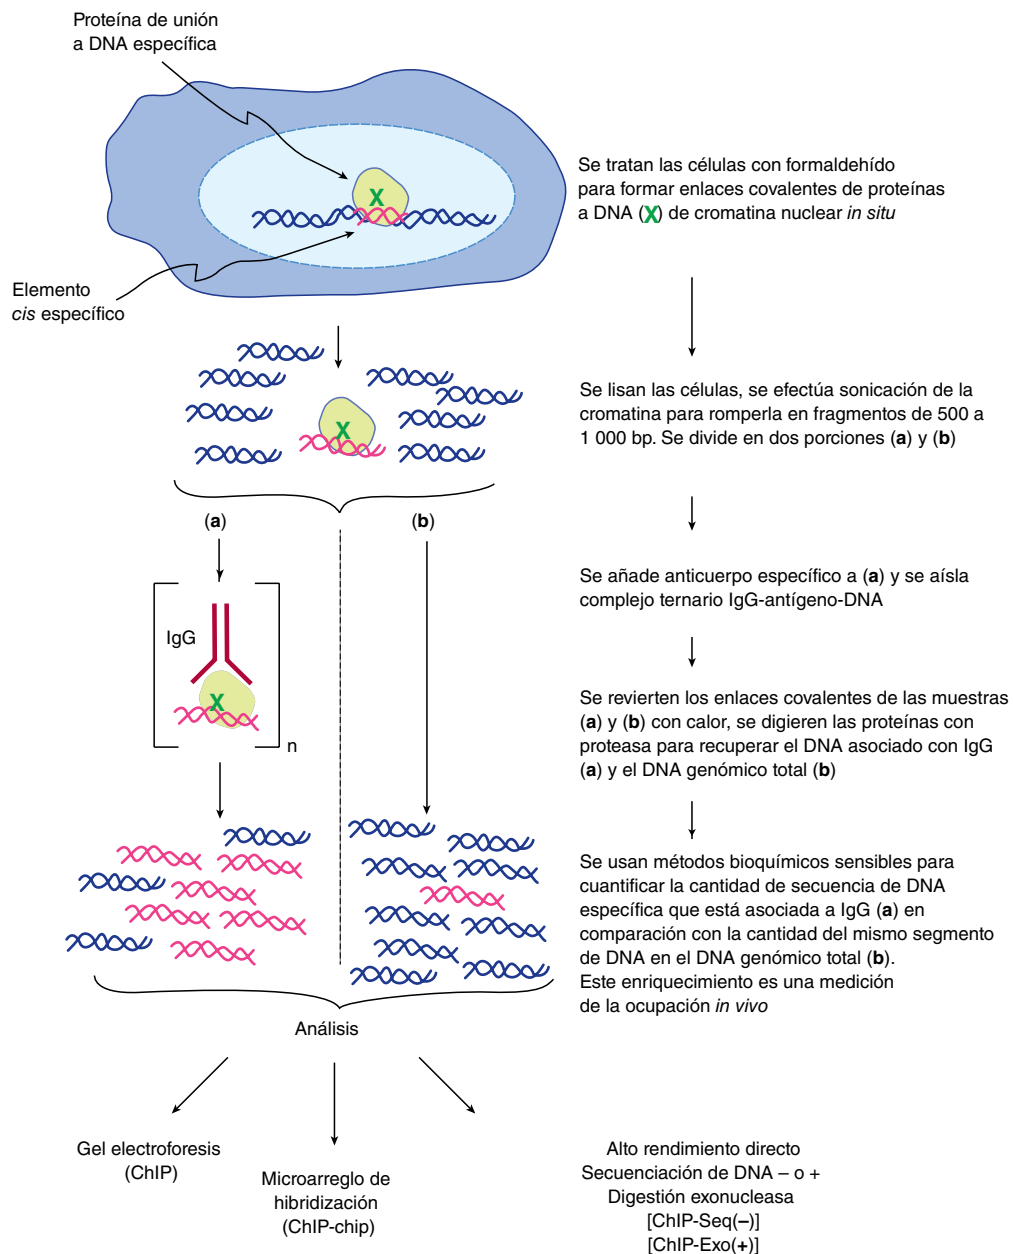 Proteína de unión
a DNA específica
X
Se tratan las células con formaldehído
para formar enlaces covalentes de proteínas
a DNA (X) de cromatina nuclear in situ
Elemento
cis específico
X
Se lisan las células, se efectúa sonicación de la
cromatina para romperla en fragmentos de 500 a
1 000 bp. Se divide en dos porciones (a) y (b)
(a)
(b)
Se añade anticuerpo específico a (a) y se aísla
complejo ternario IgG-antígeno-DNA
IgG
X
n
Se revierten los enlaces covalentes de las muestras
(a) y (b) con calor, se digieren las proteínas con
proteasa para recuperar el DNA asociado con IgG
(a) y el DNA genómico total (b)
Se usan métodos bioquímicos sensibles para
cuantificar la cantidad de secuencia de DNA
específica que está asociada a IgG (a) en
comparación con la cantidad del mismo segmento
de DNA en el DNA genómico total (b).
Este enriquecimiento es una medición
de la ocupación in vivo
Análisis
Gel electroforesis
(ChIP)
Microarreglo de
hibridización
(ChIP-chip)
Alto rendimiento directo
Secuenciación de DNA – o +
Digestión exonucleasa
[ChIP-Seq(–)]
[ChIP-Exo(+)]